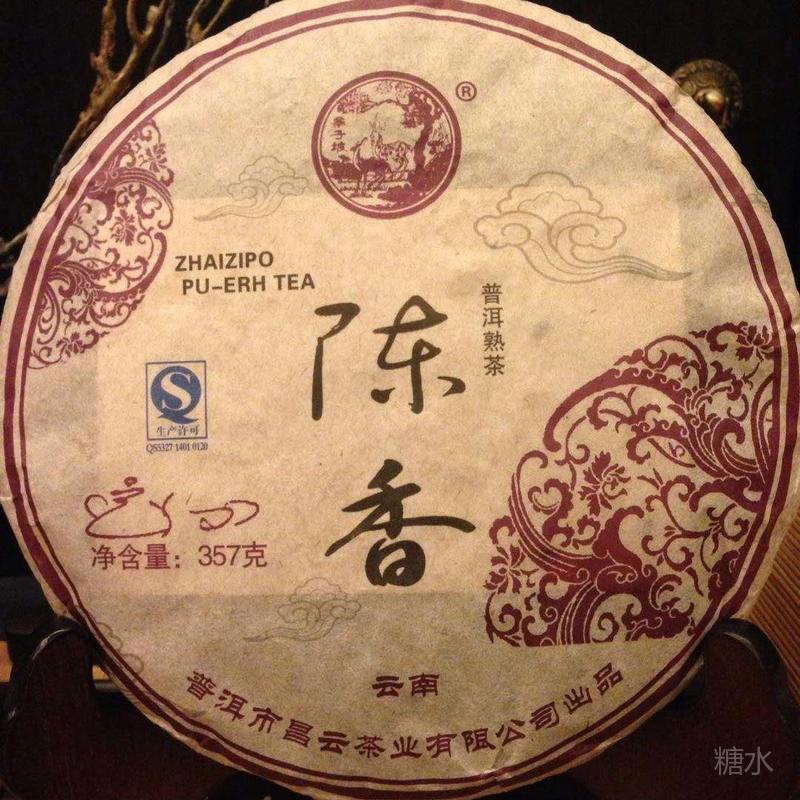 ®
ZHAIZIPO
PU-ERH TEA
普洱熟茶
陈香
生产许可
QS5327 1401 0120
净含量：357克
云南
普洱市昌云茶业有限公司出品
糖水